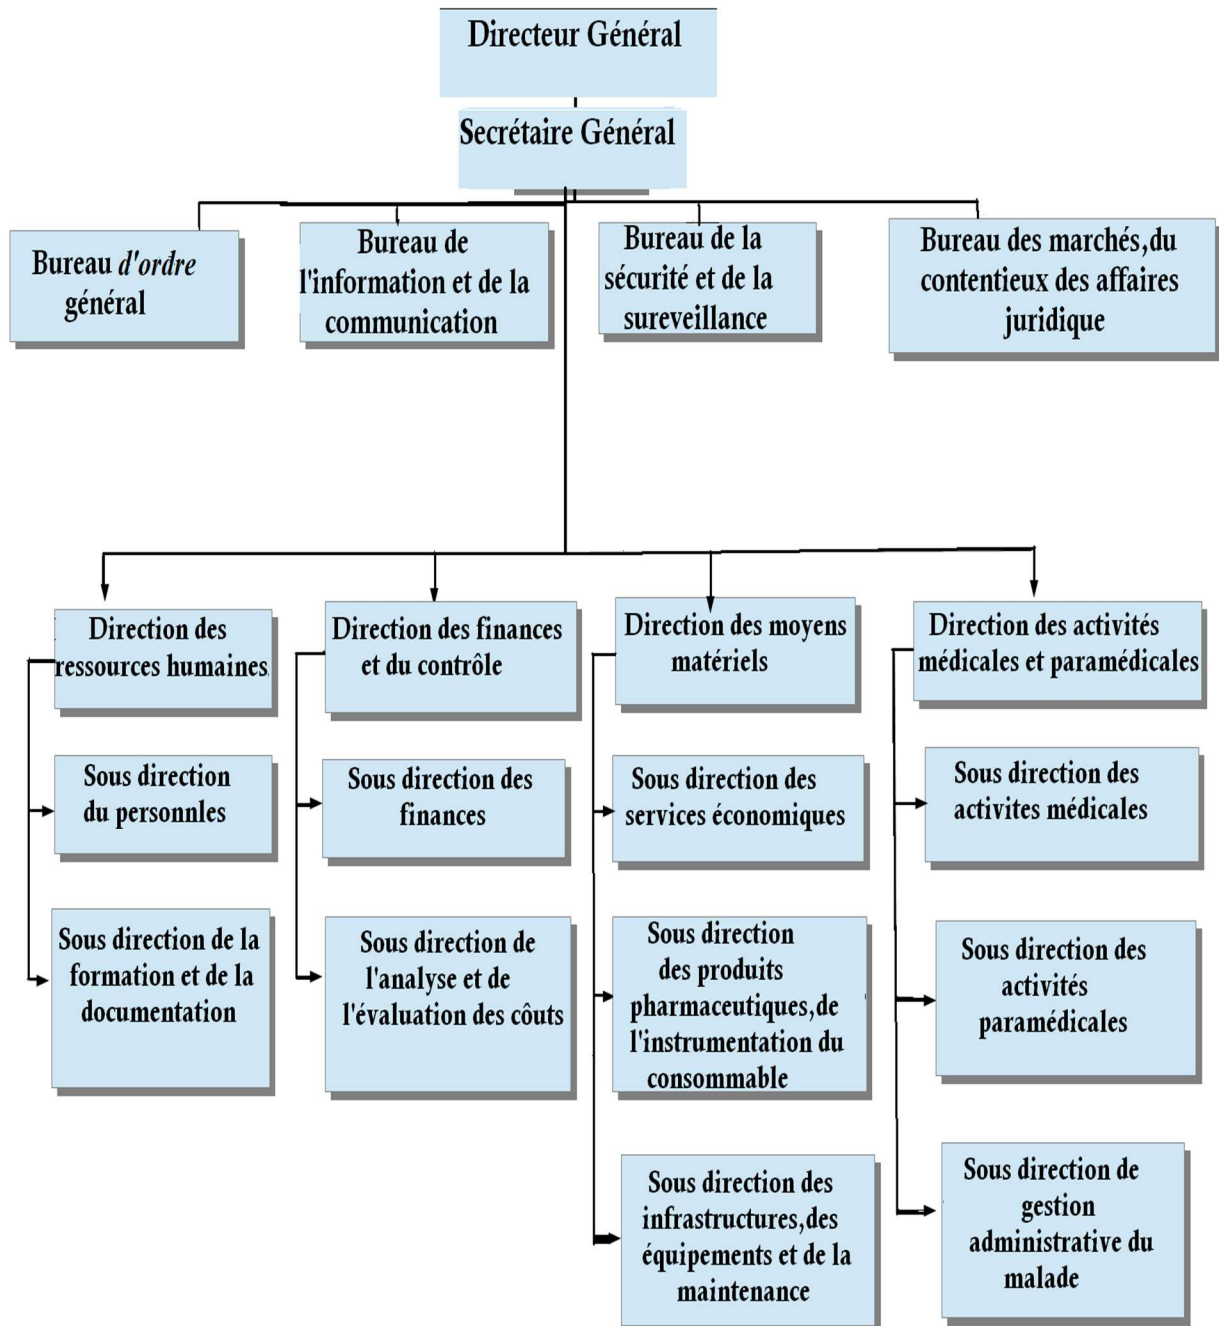 Directeur Général
Secrétaire Général
Bureau d'ordre
général
Bureau de
l'information et de la
communication
Bureau de la
sécurité et de la
sureveillance
Bureau des marchés,du
contentieux des affaires
juridique
Direction des
ressources humaines
Direction des finances
et du contrôle
Direction des moyens
matériels
Direction des activités
médicales et paramédicales
Sous direction
du personnles
Sous direction des
finances
Sous direction des
services économiques
Sous direction des
activites médicales
Sous direction de la
formation et de la
documentation
Sous direction de
l'analyse et de
l'évaluation des côuts
Sous direction
des produits
pharmaceutiques,de
l'instrumentation du
consommable
Sous direction des
activités
paramédicales
Sous direction des
infrastructures,des
équipements et de la
maintenance
Sous direction de
gestion
administrative du
malade